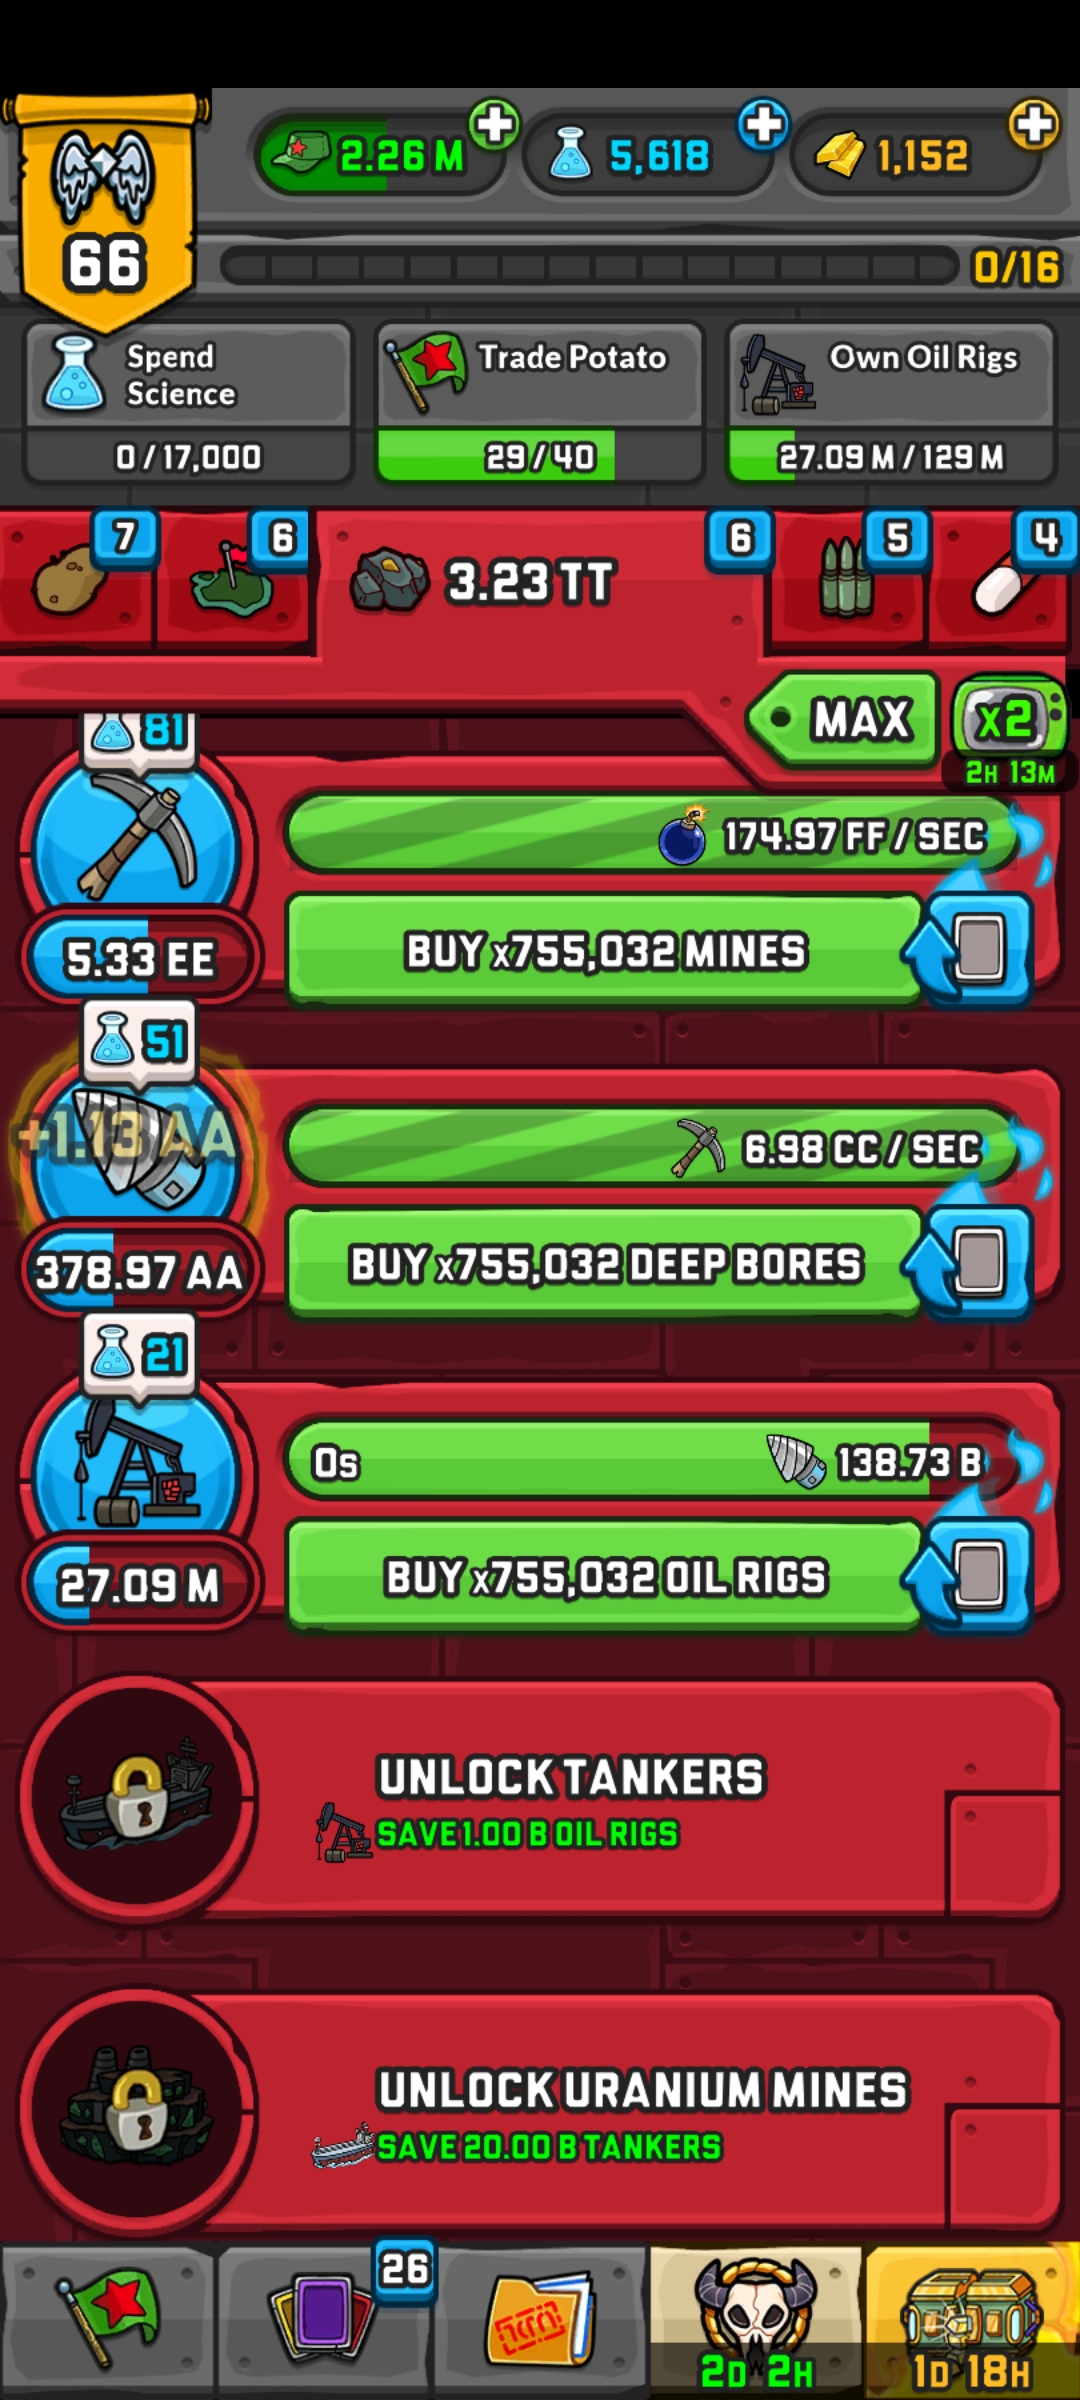 66
2.26 M
5,618
1,152
0/16
Spend
Science
0 / 17,000
Trade Potato
29 / 40
Own Oil Rigs
27.09 M / 129 M
7
6
3.23 TT
6
5
4
MAX
x2
2H 13M
81
174.97 FF / SEC
5.33 EE
BUY x755,032 MINES
51
+1.13 AA
6.98 CC / SEC
378.97 AA
BUY x755,032 DEEP BORES
21
0s
138.73 B
27.09 M
BUY x755,032 OIL RIGS
UNLOCK TANKERS
SAVE 1.00 B OIL RIGS
UNLOCK URANIUM MINES
SAVE 20.00 B TANKERS
26
2D 2H
1D 18H